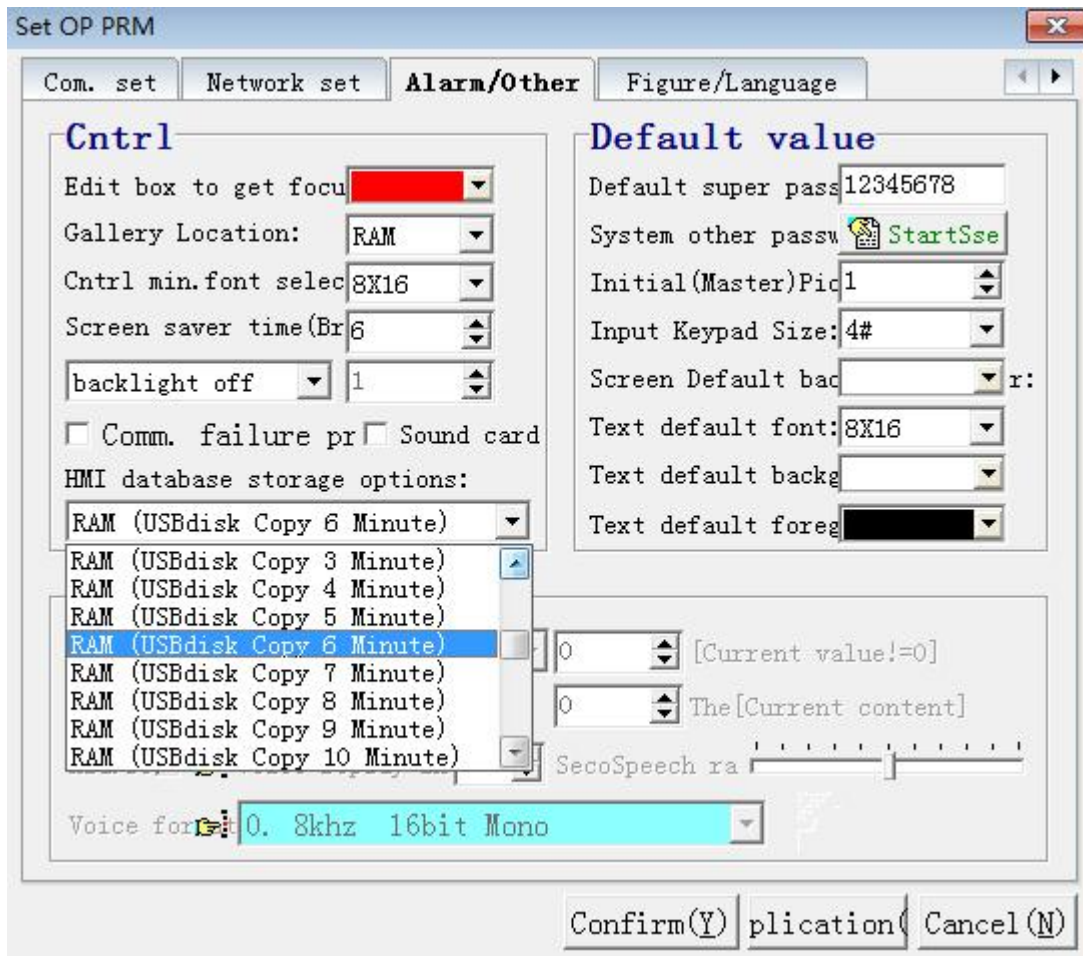 Set OP PRM
Com. set Network set Alarm/Other Figure/Language
Cntrl
Edit box to get focu
Gallery Location: RAM
Cntrl min.font selec 8X16
Screen saver time(Br 6
backlight off 1
Comm. failure pr Sound card
HMI database storage options:
RAM (USBdisk Copy 6 Minute)
RAM (USBdisk Copy 3 Minute)
RAM (USBdisk Copy 4 Minute)
RAM (USBdisk Copy 5 Minute)
RAM (USBdisk Copy 6 Minute)
RAM (USBdisk Copy 7 Minute)
RAM (USBdisk Copy 8 Minute)
RAM (USBdisk Copy 9 Minute)
RAM (USBdisk Copy 10 Minute)
Default value
Default super pass 12345678
System other passw StartSse
Initial(Master)Pic 1
Input Keypad Size: 4#
Screen Default bac r:
Text default font: 8X16
Text default backg
Text default foreg
0 [Current value!=0]
0 The[Current content]
SecoSpeech ra
Voice for t 0. 8khz 16bit Mono
Confirm(Y) plication( Cancel(N)